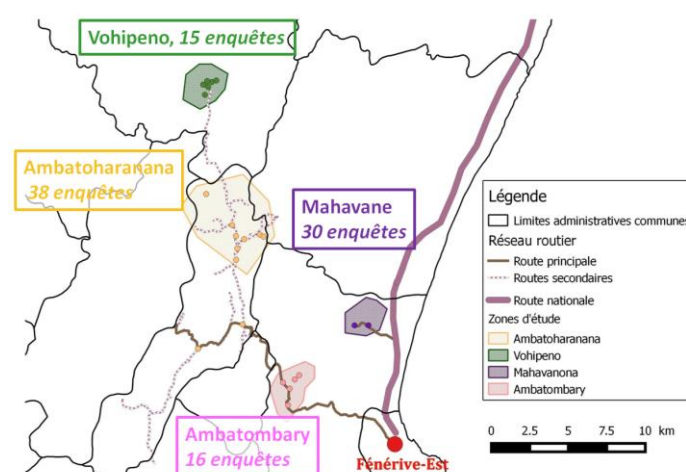 Vohipeno, 15 enquêtes
Ambatoharanana
38 enquêtes
Mahavane
30 enquêtes
Ambatombary
16 enquêtes
Fénérive-Est
Légende
Limites administratives communes
Réseau routier
Route principale
Routes secondaires
Route nationale
Zones d'étude
Ambatoharanana
Vohipeno
Mahavanona
Ambatombary
0 2.5 5 7.5 10 km